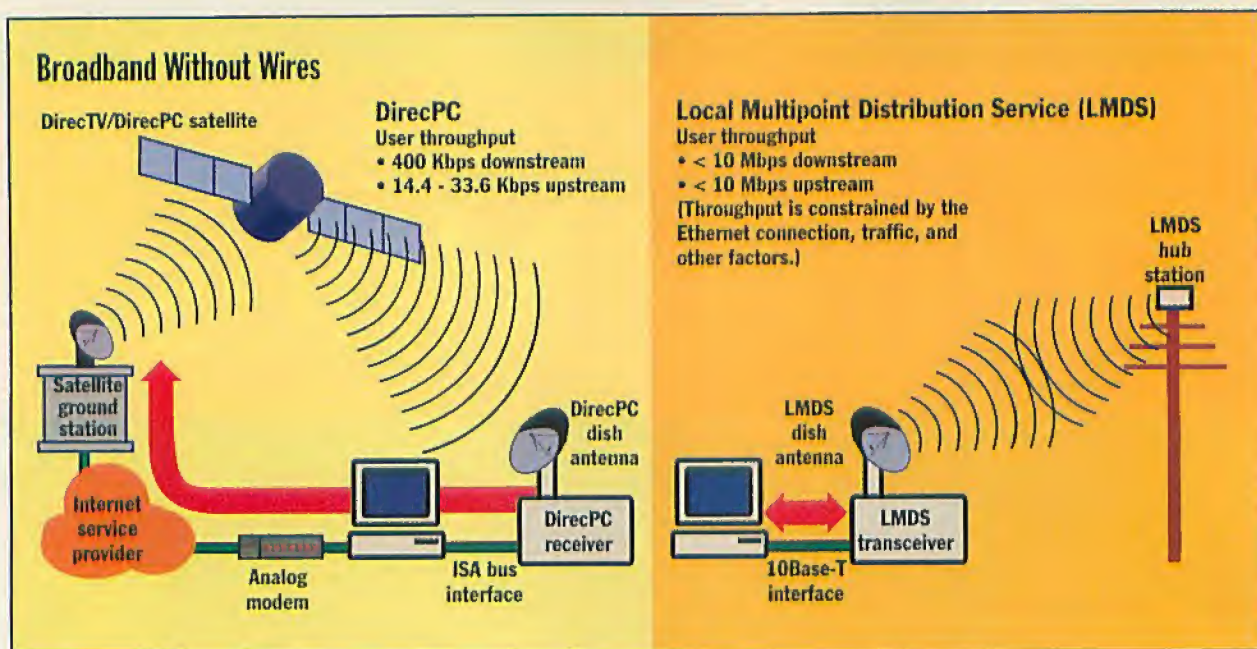 Broadband Without Wires
DirecTV/DirecPC satellite
DirecPC
User throughput
• 400 Kbps downstream
• 14.4 - 33.6 Kbps upstream
Satellite
ground
station
Internet
service
provider
Analog
modem
ISA bus
interface
DirecPC
dish
antenna
DirecPC
receiver
Local Multipoint Distribution Service (LMDS)
User throughput
• < 10 Mbps downstream
• < 10 Mbps upstream
(Throughput is constrained by the
Ethernet connection, traffic, and
other factors.)
LMDS
hub
station
LMDS
dish
antenna
LMDS
transceiver
10Base-T
interface